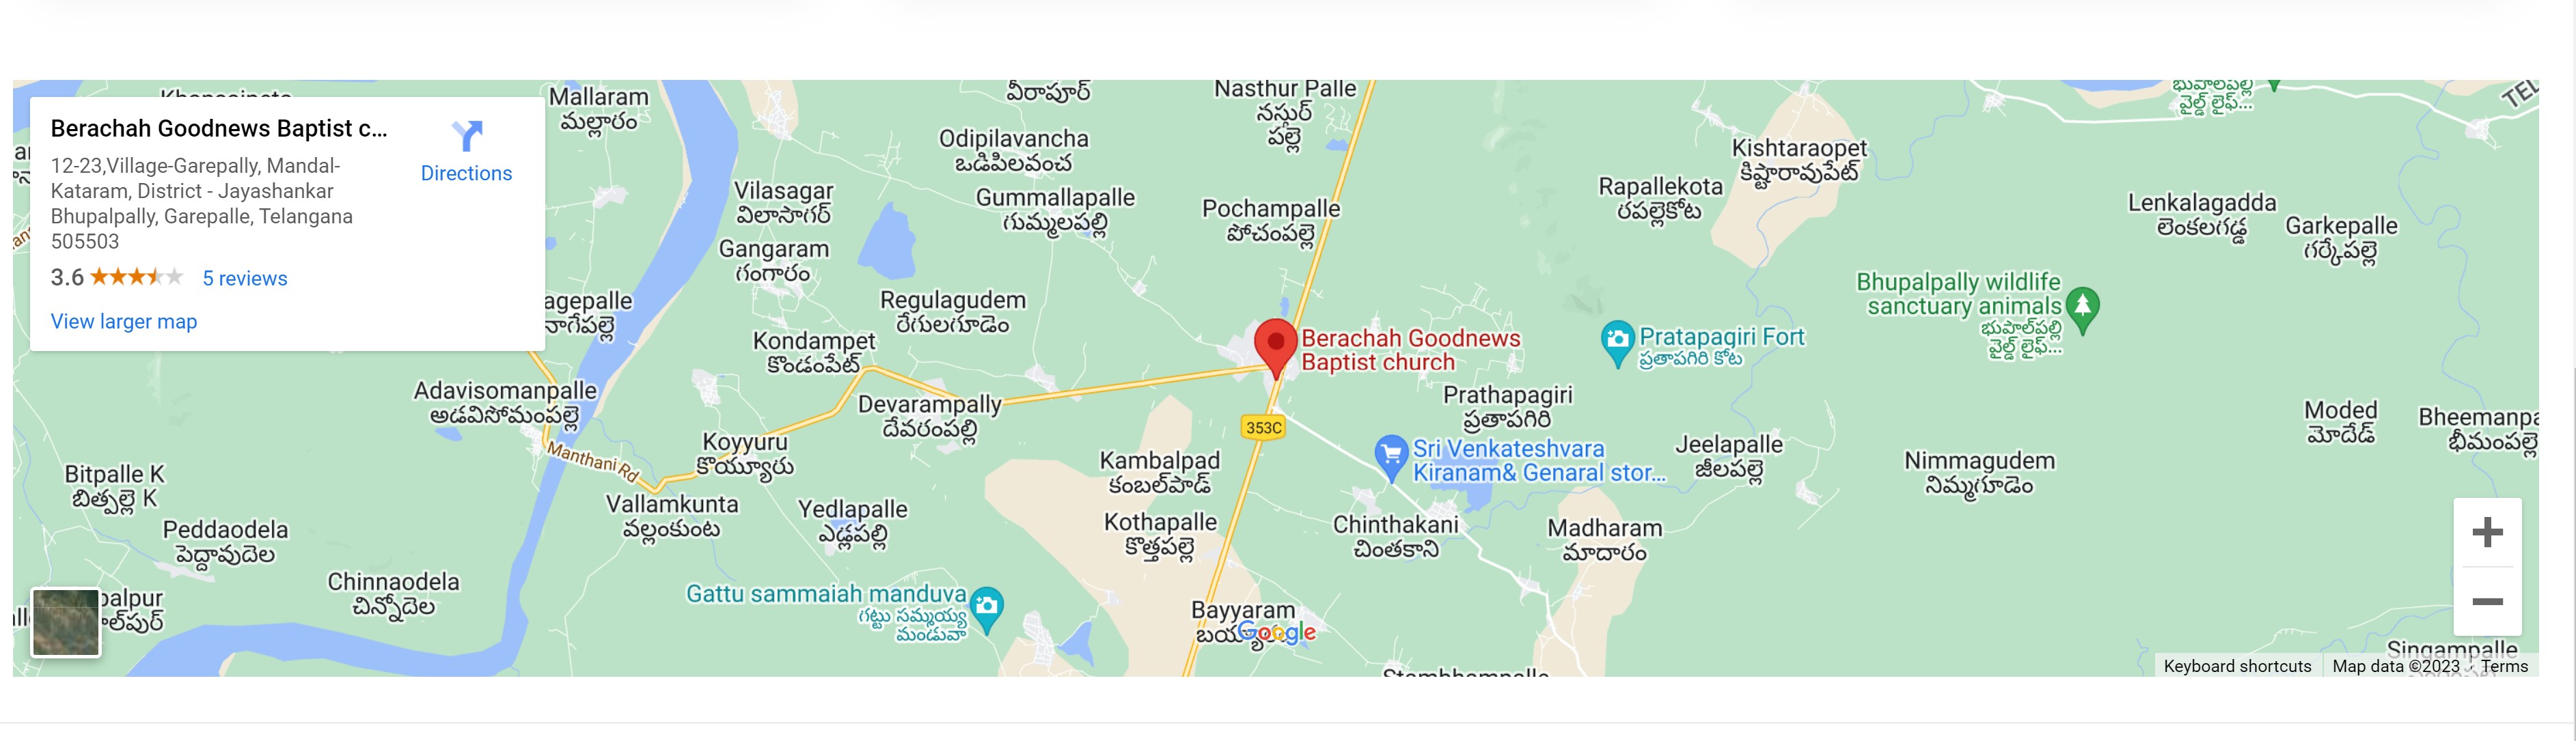 Berachah Goodnews Baptist c...
12-23,Village-Garepally, Mandal-
Kataram, District - Jayashankar
Bhupalpally, Garepalle, Telangana
505503
3.6
5 reviews
View larger map
Directions
Mallaram
మల్లారం
వీరాపూర్
Nasthur Palle
నస్తుర్
పల్లె
Odipilavancha
ఒడిపిలవంచ
Vilasagar
విలాసాగర్
Gummallapalle
గుమ్మలపల్లి
Pochampalle
పోచంపల్లె
Gangaram
గంగారం
Regulagudem
రేగులగూడెం
Kondampet
కొండంపేట్
agepalle
నాగేపల్లె
Kishtaraopet
కిష్టారావుపేట్
Rapallekota
రపల్లెకోట
భుపాలపల్లి
వైల్డ్ లైఫ్...
Lenkalagadda
లెంకలగడ్డ
Garkepalle
గర్కేపల్లె
Bhupalpally wildlife
sanctuary animals
భుపాల్‌పల్లి
వైల్డ్ లైఫ్...
Berachah Goodnews
Baptist church
Pratapagiri Fort
ప్రతాపగిరి కోట
Adavisomanpalle
అడవిసోమంపల్లె
Devarampally
దేవరంపల్లి
Prathapagiri
ప్రతాపగిరి
353C
Manthani Rd
Koyyuru
కొయ్యూరు
Sri Venkateshvara
Kiranam& Genaral stor...
Jeelapalle
జీలపల్లె
Moded
మోదేడ్
Bheemanpa
భీమంపల్లె
Bitpalle K
బిత్పల్లె K
Kambalpad
కంబల్‌పాడ్
Nimmagudem
నిమ్మగూడెం
Vallamkunta
వల్లంకుంట
Yedlapalle
ఎడ్లపల్లి
Peddaodela
పెద్దావుదెల
Kothapalle
కొత్తపల్లె
Chinthakani
చింతకాని
Madharam
మాదారం
Chinnaodela
చిన్నోదెల
Gattu sammaiah manduva
గట్టు సమ్మయ్య
మండువా
Bayyaram
Google
Singampalle
Keyboard shortcuts
Map data ©2023
Terms